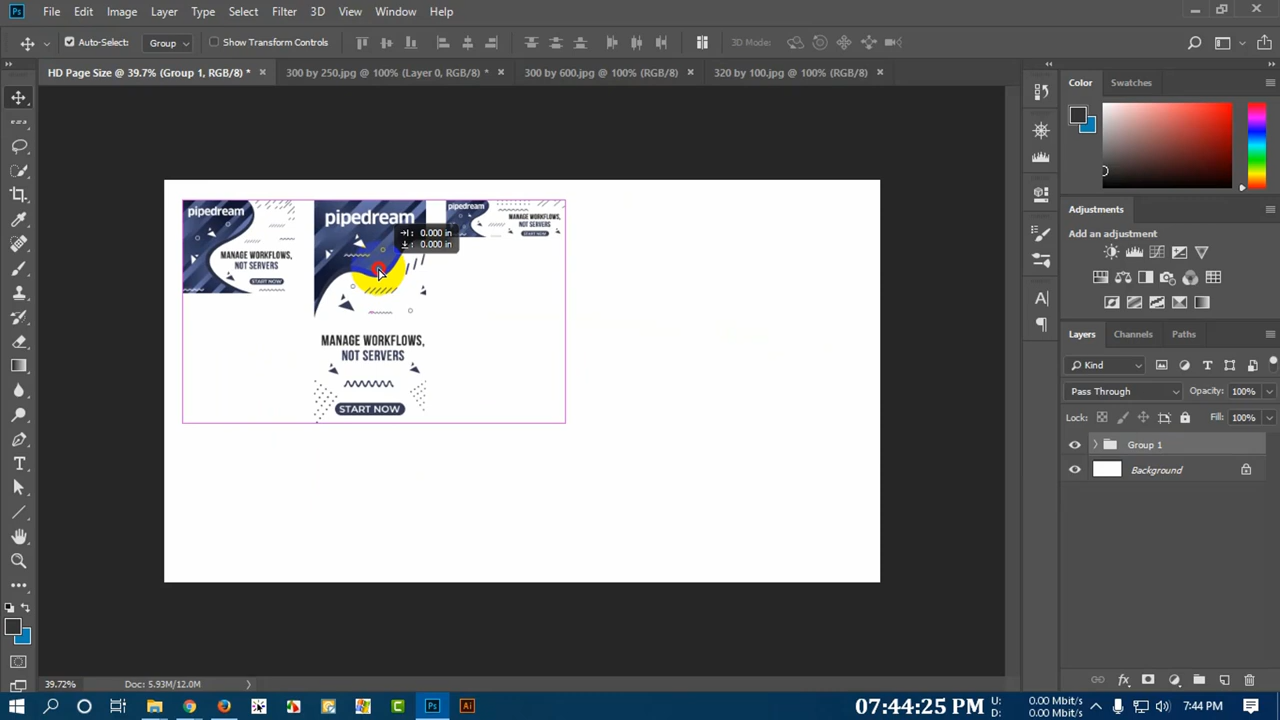 Ps File Edit Image Layer Type Select Filter 3D View Window Help
Auto-Select: Group Show Transform Controls 3D Mode:
HD Page Size @ 39.7% (Group 1, RGB/8) * × 300 by 250.jpg @ 100% (Layer 0, RGB/8) * × 300 by 600.jpg @ 100% (RGB/8) × 320 by 100.jpg @ 100% (RGB/8) ×
Color Swatches
pipedream
MANAGE WORKFLOWS,
NOT SERVERS
START NOW
pipedream
MANAGE WORKFLOWS,
NOT SERVERS
START NOW
pipedream
MANAGE WORKFLOWS,
NOT SERVERS
START NOW
: 0.000 in
: 0.000 in
Adjustments
Add an adjustment
Layers Channels Paths
Kind
Pass Through Opacity: 100%
Lock: Fill: 100%
Group 1
Background
39.72% Doc: 5.93M/12.0M
Ps Ai 07:44:25 PM U: 0.00 Mbit/s
D: 0.00 Mbit/s
7:44 PM